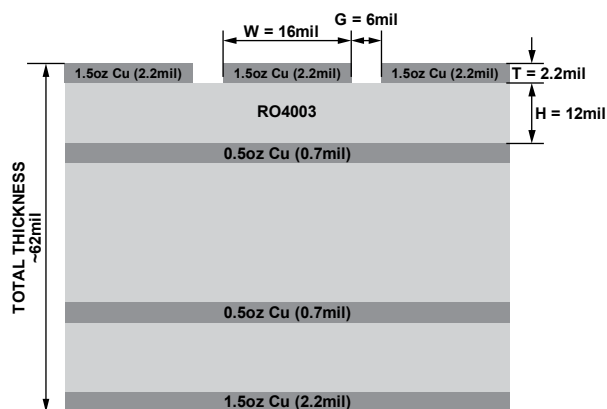 W = 16mil
G = 6mil
1.5oz Cu (2.2mil)
1.5oz Cu (2.2mil)
1.5oz Cu (2.2mil)
T = 2.2mil
RO4003
H = 12mil
0.5oz Cu (0.7mil)
TOTAL THICKNESS
~62mil
0.5oz Cu (0.7mil)
1.5oz Cu (2.2mil)